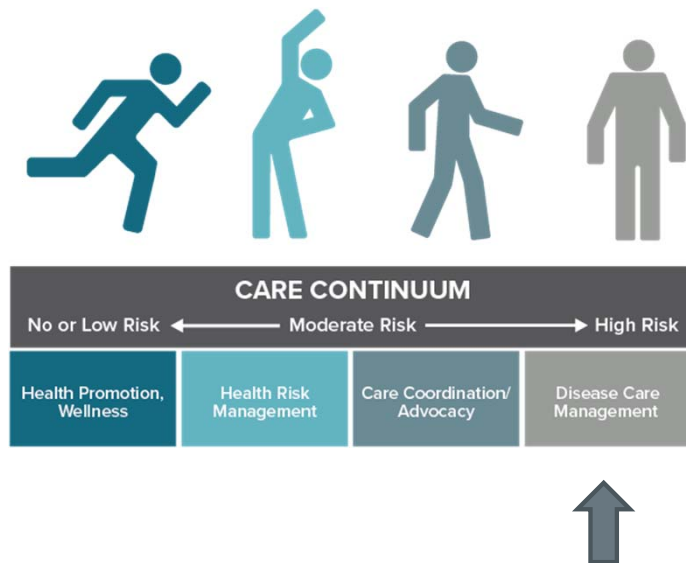 CARE CONTINUUM
No or Low Risk
Moderate Risk
High Risk
Health Promotion,
Wellness
Health Risk
Management
Care Coordination/
Advocacy
Disease Care
Management